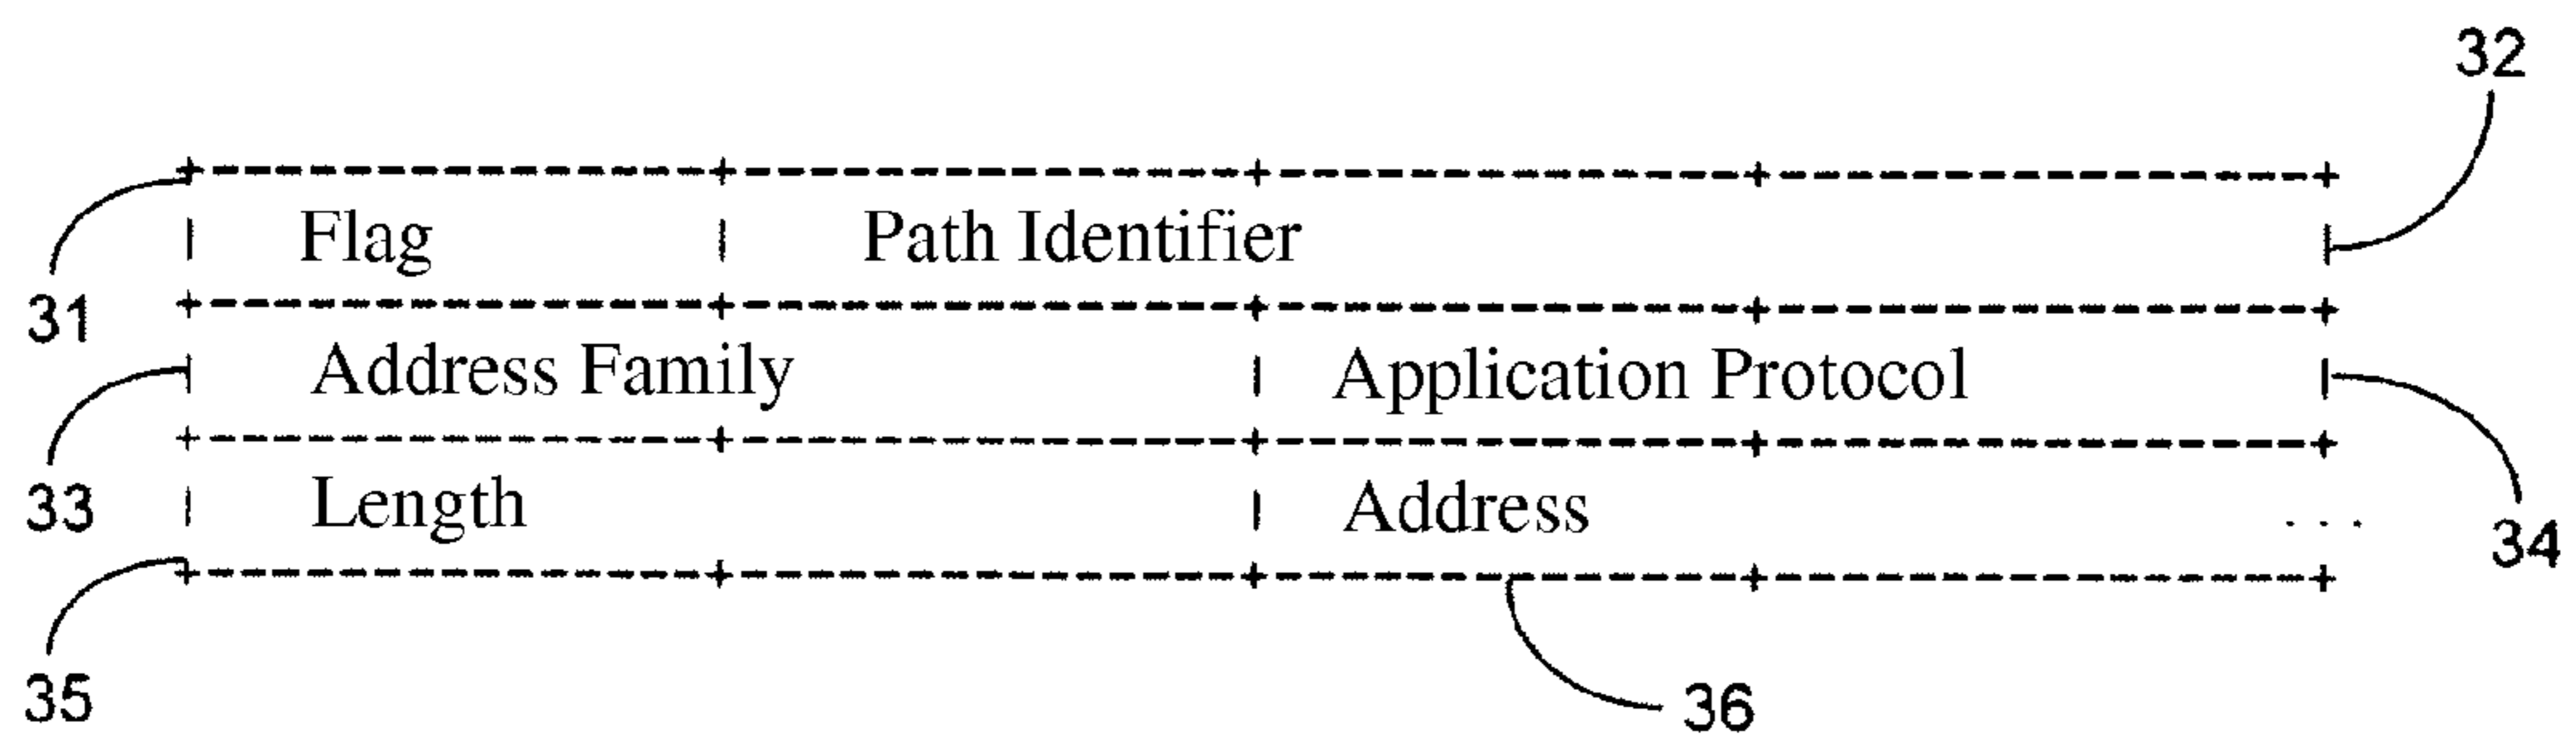 32
Flag Path Identifier
31
Address Family Application Protocol
33
Length Address . . .
34
35
36